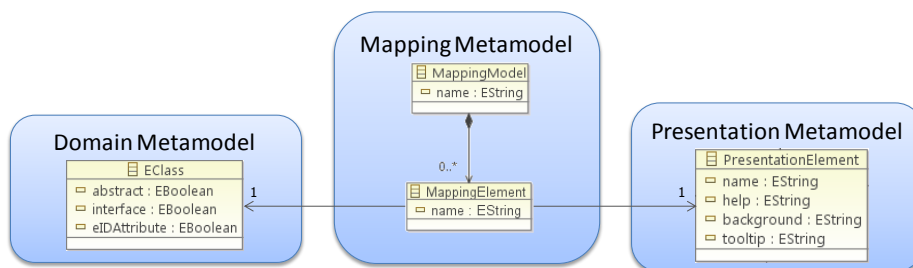 Mapping Metamodel
MappingModel
name : EString
0..*
MappingElement
name : EString
Domain Metamodel
EClass
abstract : EBoolean
interface : EBoolean
eIDAttribute : EBoolean
1
Presentation Metamodel
PresentationElement
name : EString
help : EString
background : EString
tooltip : EString
1